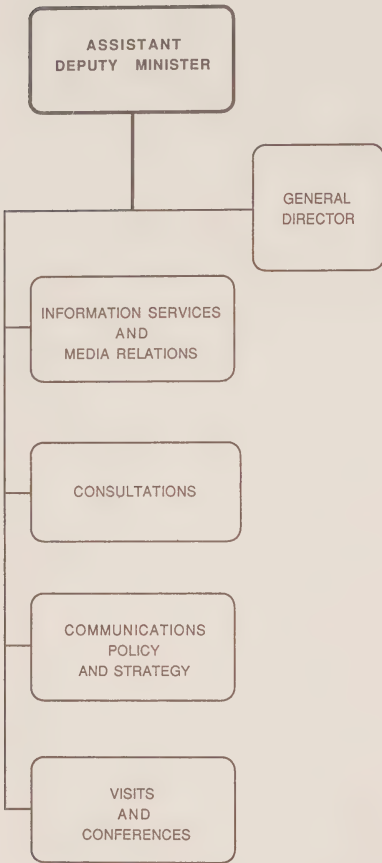 ASSISTANT
DEPUTY MINISTER
GENERAL
DIRECTOR
INFORMATION SERVICES
AND
MEDIA RELATIONS
CONSULTATIONS
COMMUNICATIONS
POLICY
AND STRATEGY
VISITS
AND
CONFERENCES